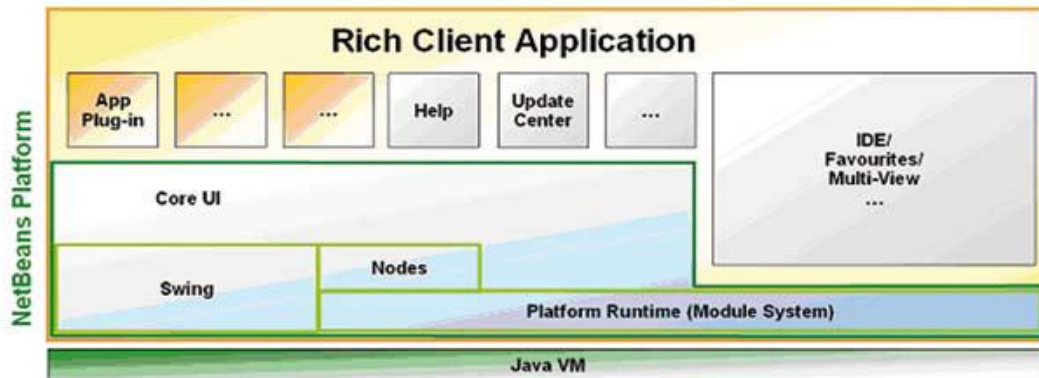 Rich Client Application
App
Plug-in
...
...
Help
Update
Center
...
IDE/
Favourites/
Multi-View
...
NetBeans Platform
Core UI
Swing
Nodes
Platform Runtime (Module System)
Java VM